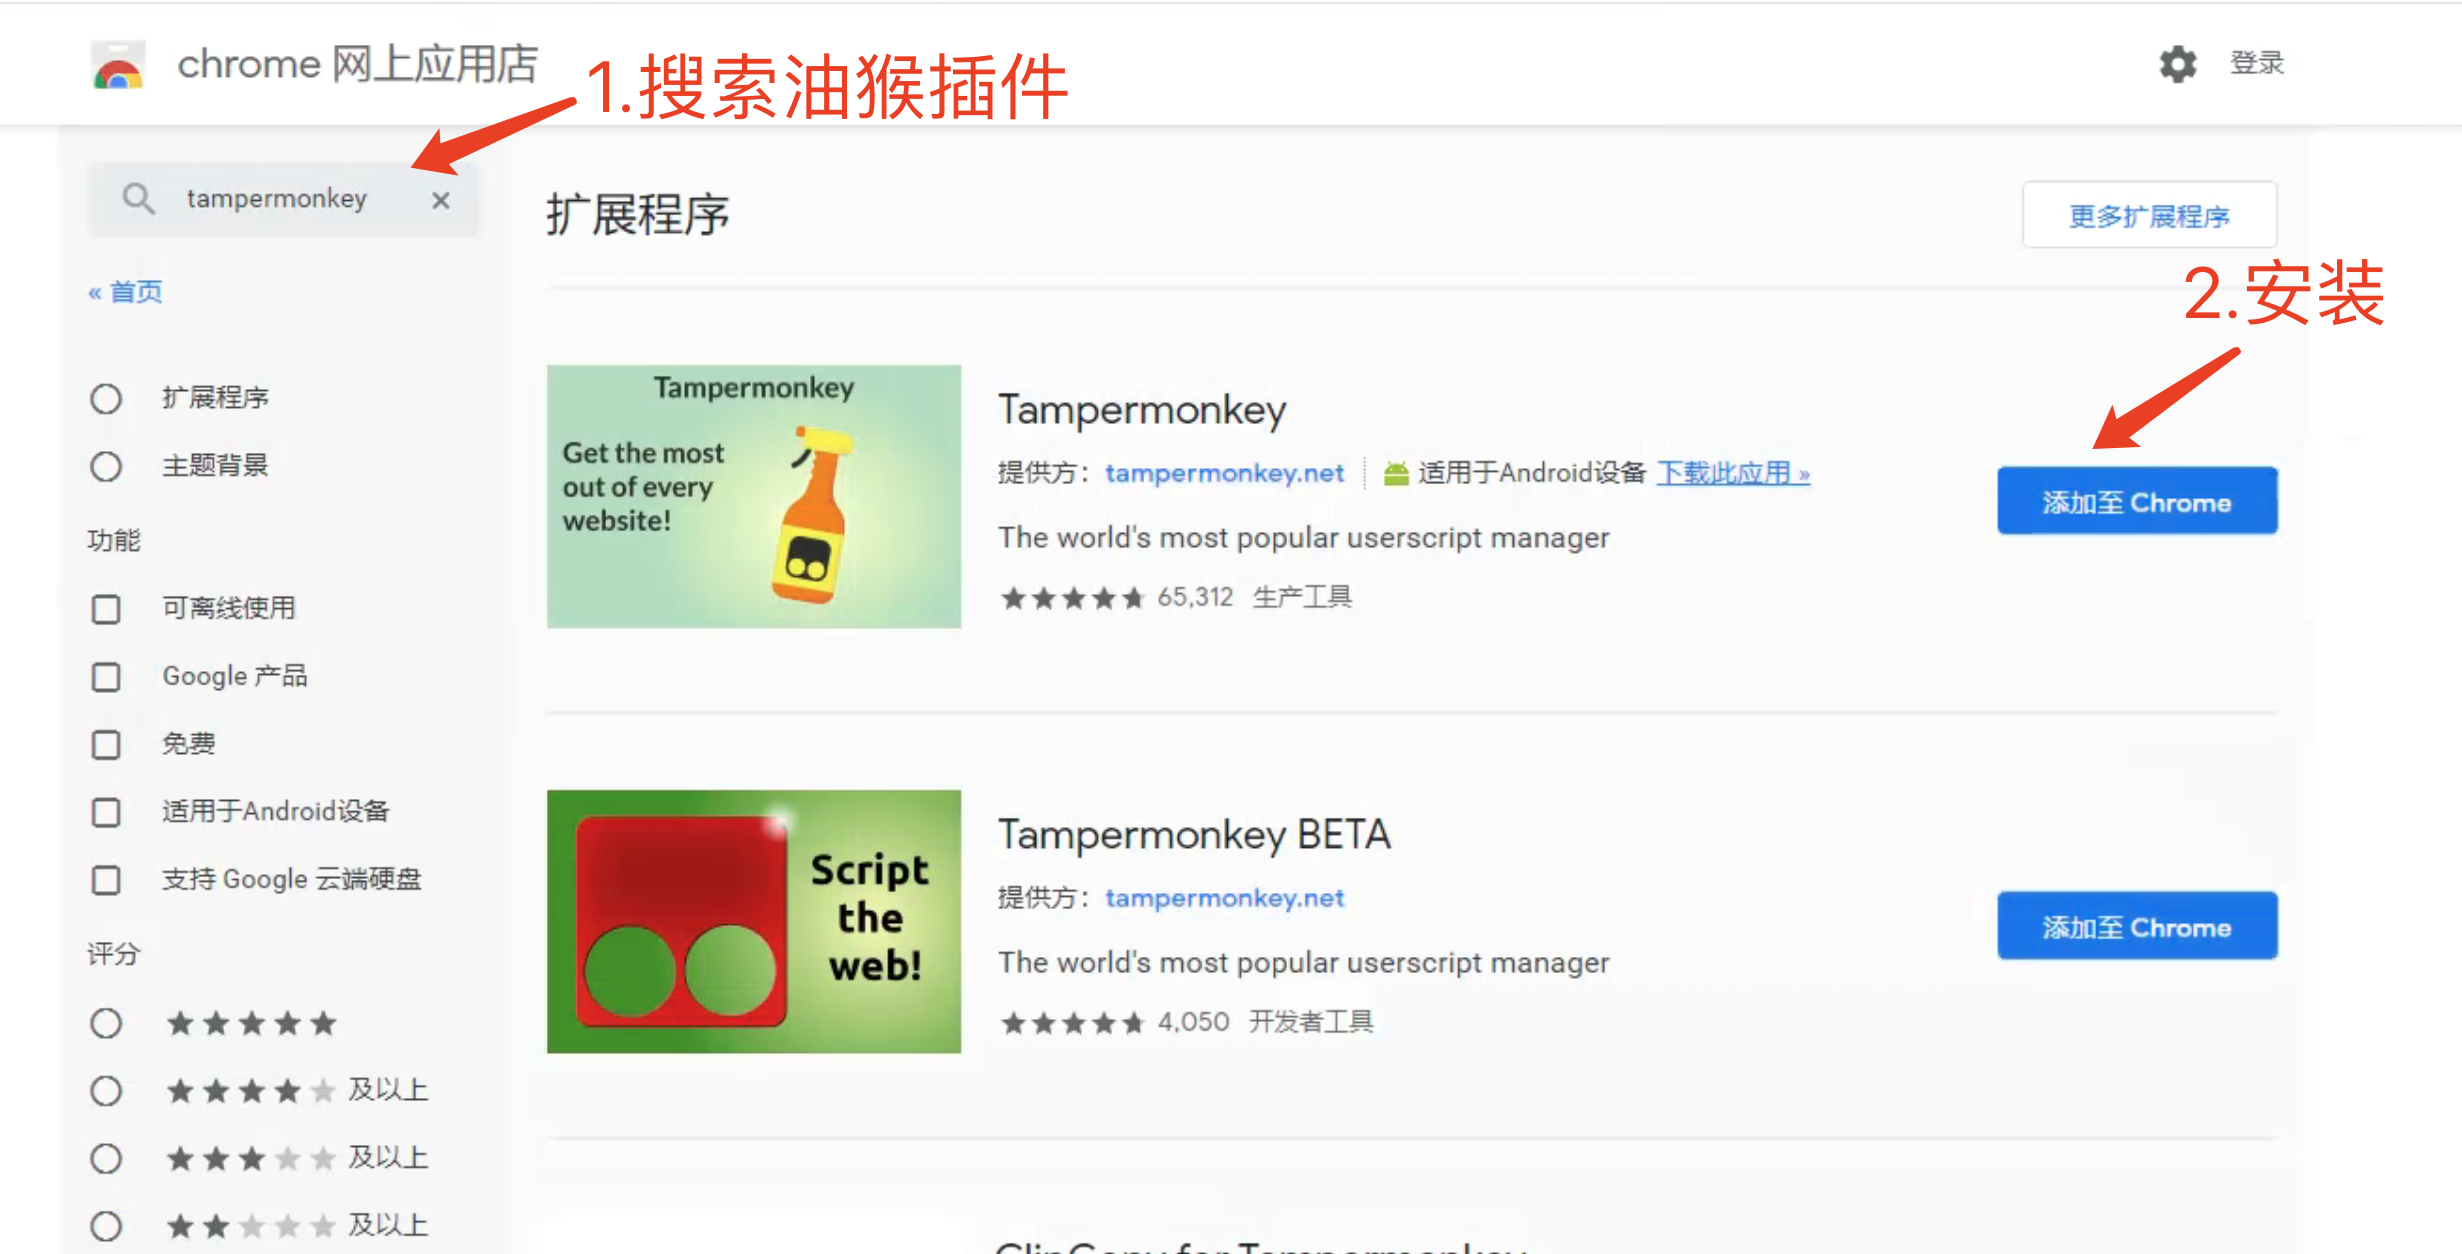 chrome 网上应用店
1.搜索油猴插件
登录
tampermonkey
扩展程序
更多扩展程序
« 首页
2.安装
扩展程序
主题背景
功能
可离线使用
Google 产品
免费
适用于Android设备
支持 Google 云端硬盘
评分
及以上
及以上
及以上
Tampermonkey
Get the most
out of every
website!
Tampermonkey
提供方：tampermonkey.net 适用于Android设备 下载此应用 »
The world's most popular userscript manager
65,312 生产工具
添加至 Chrome
Script
the
web!
Tampermonkey BETA
提供方：tampermonkey.net
The world's most popular userscript manager
4,050 开发者工具
添加至 Chrome
ClipCopy for Tampermonkey